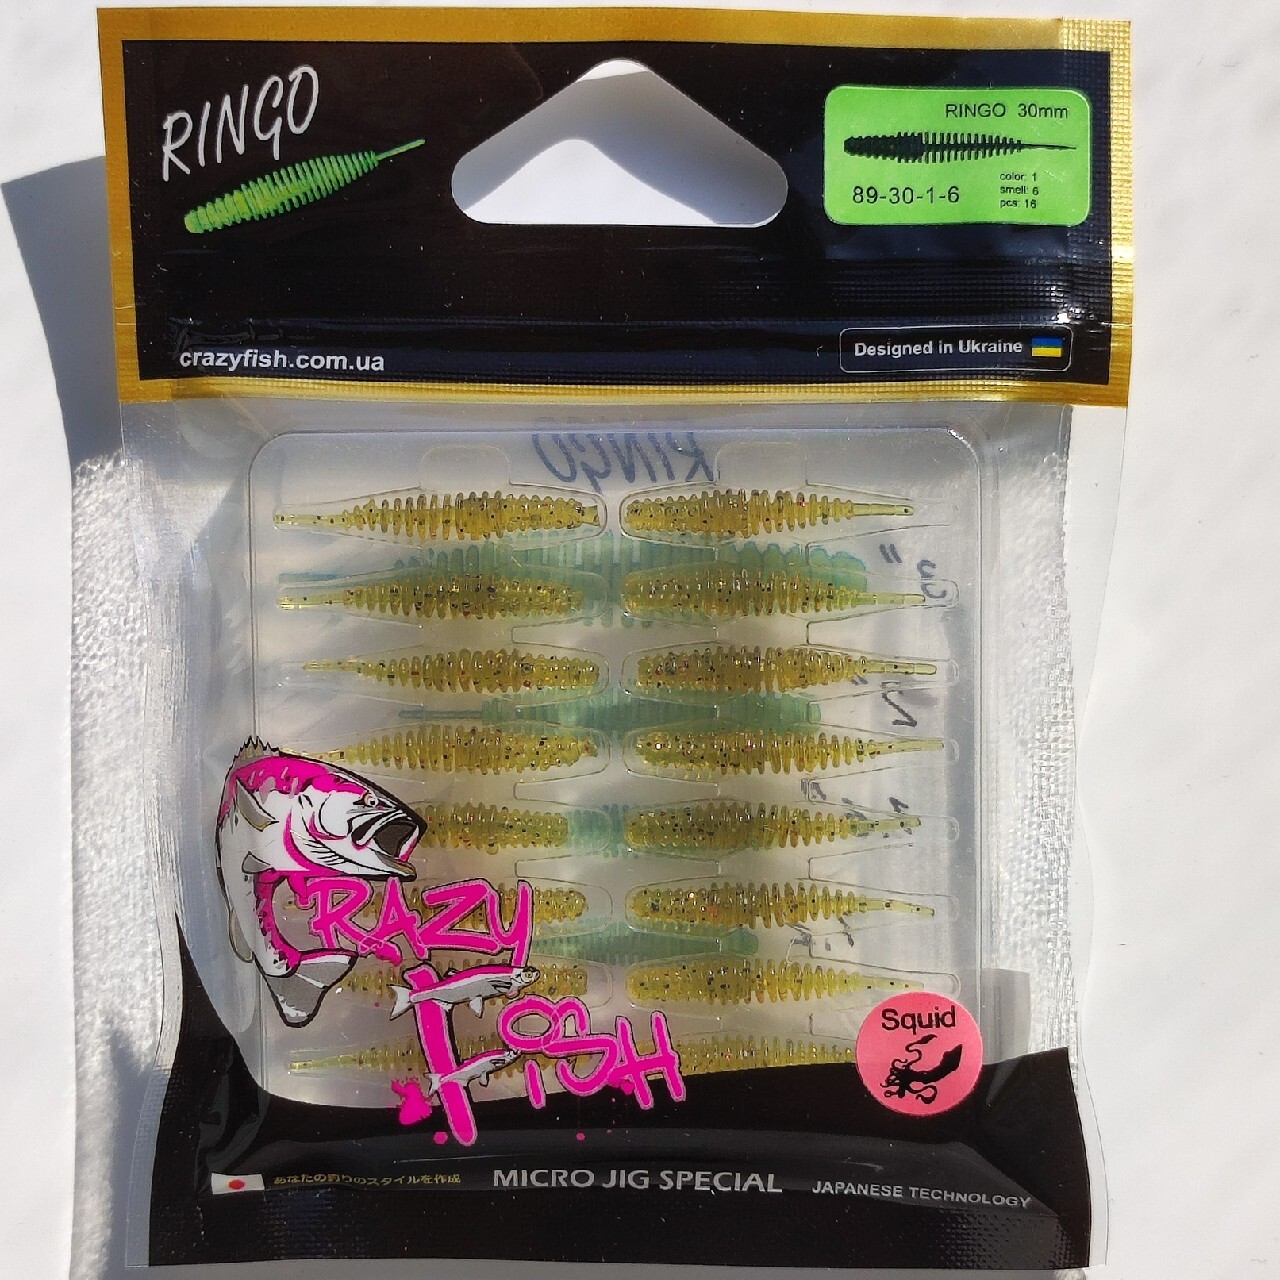 RINGO
RINGO 30mm
color: 1
smell: 6
pcs: 16
89-30-1-6
crazyfish.com.ua
Designed in Ukraine
RINGO
CRAZY
FISH
Squid
あなたの釣りのスタイルを作成
MICRO JIG SPECIAL
JAPANESE TECHNOLOGY